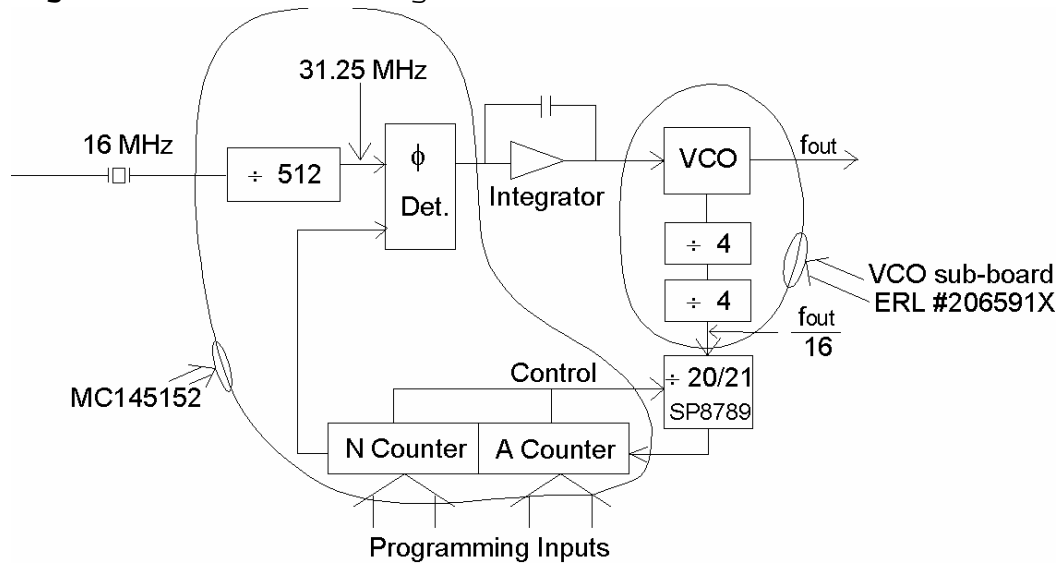 31.25 MHz
16 MHz
÷ 512
ϕ
Det.
Integrator
VCO
fout
÷ 4
÷ 4
VCO sub-board
ERL #206591X
fout
16
÷ 20/21
SP8789
Control
MC145152
N Counter
A Counter
Programming Inputs